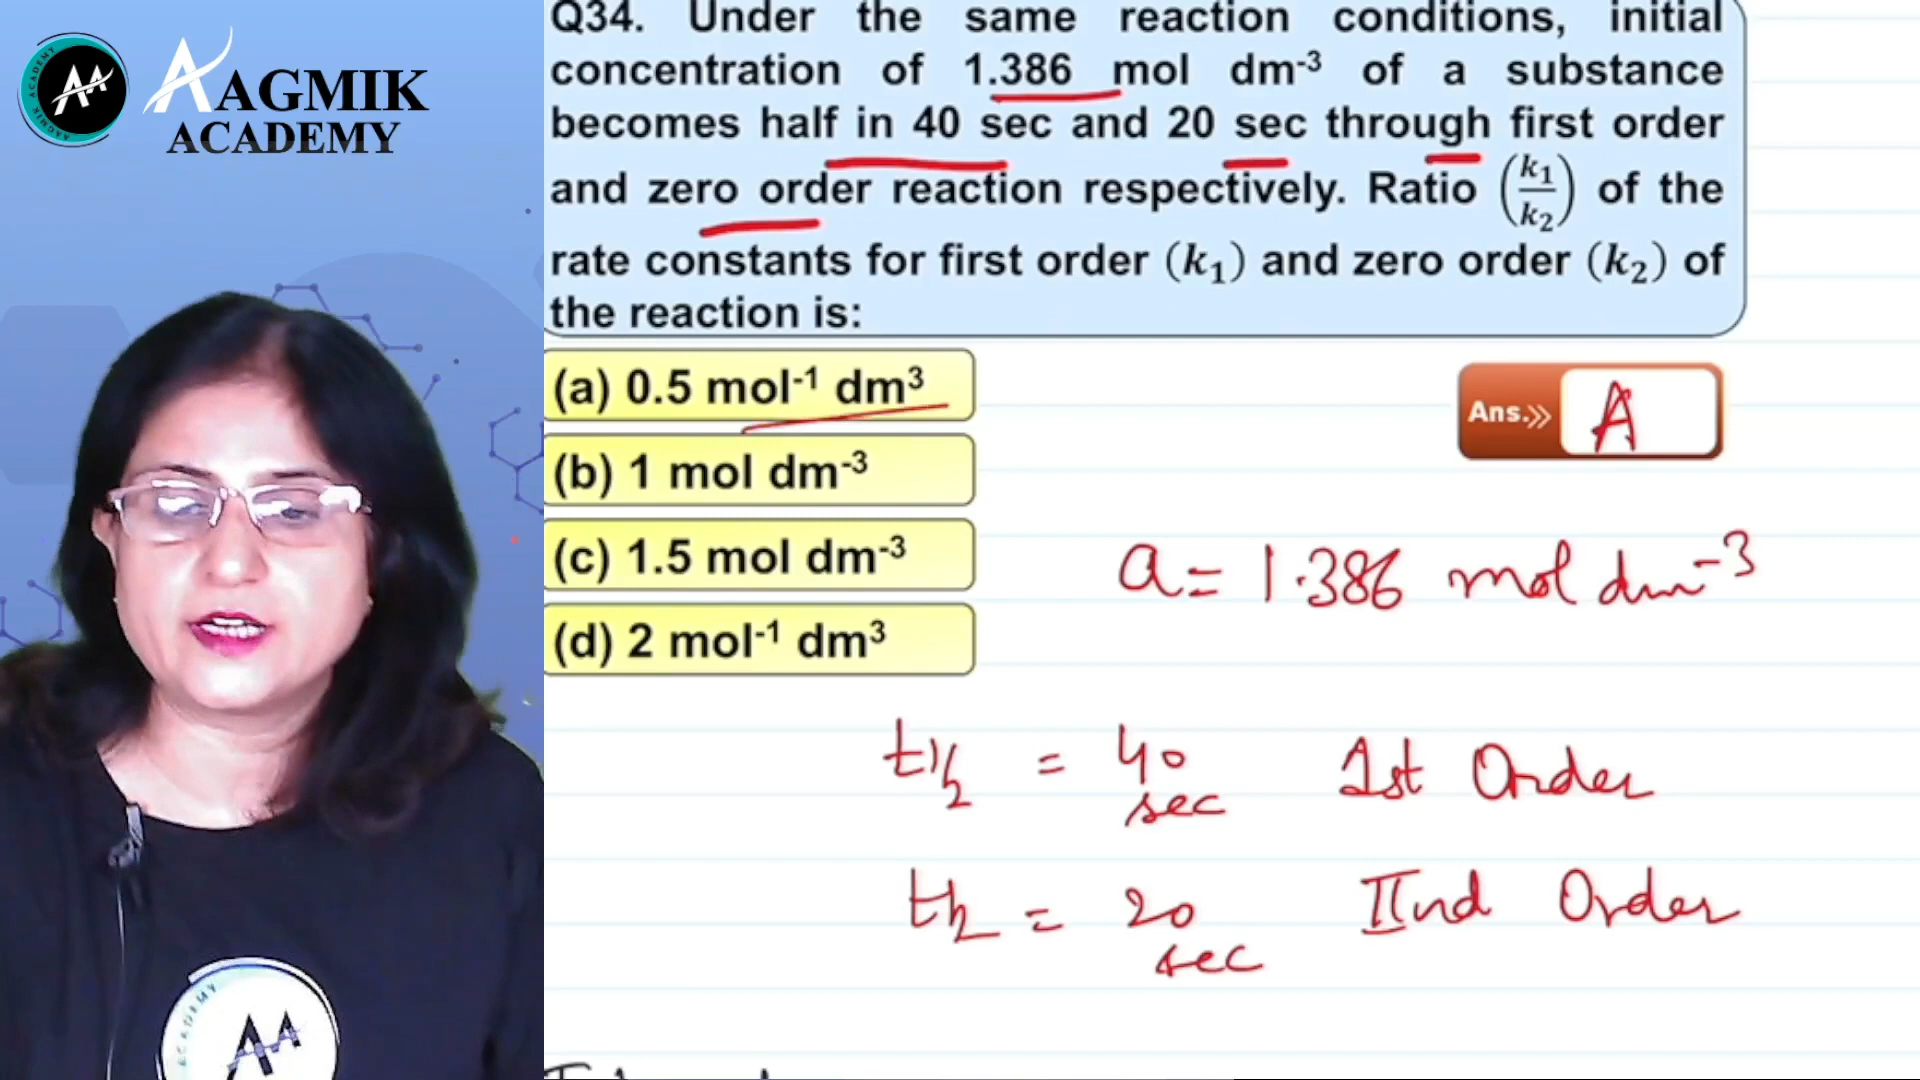 AAGMIK
ACADEMY
Q34. Under the same reaction conditions, initial
concentration of 1.386 mol dm⁻³ of a substance
becomes half in 40 sec and 20 sec through first order
and zero order reaction respectively. Ratio (k₁/k₂) of the
rate constants for first order (k₁) and zero order (k₂) of
the reaction is:
(a) 0.5 mol⁻¹ dm³
(b) 1 mol dm⁻³
(c) 1.5 mol dm⁻³
(d) 2 mol⁻¹ dm³
Ans.» A
a = 1.386 mol dm⁻³
t1/2 = 40 sec 1st Order
t1/2 = 20 sec IInd Order
ACADEMY